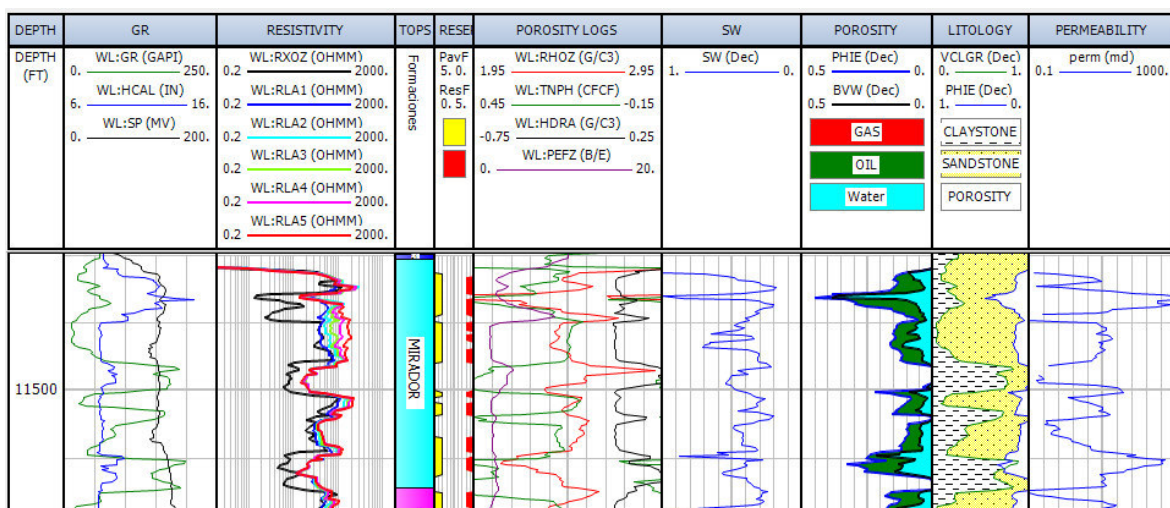 DEPTH GR RESISTIVITY TOPS RESE POROSITY LOGS SW POROSITY LITOLOGY PERMEABILITY
DEPTH
(FT)
WL:GR (GAPI)
0. 250.
WL:HCAL (IN)
6. 16.
WL:SP (MV)
0. 200.
WL:RXOZ (OHMM)
0.2 2000.
WL:RLA1 (OHMM)
0.2 2000.
WL:RLA2 (OHMM)
0.2 2000.
WL:RLA3 (OHMM)
0.2 2000.
WL:RLA4 (OHMM)
0.2 2000.
WL:RLA5 (OHMM)
0.2 2000.
Formaciones
PavF
5. 0.
ResF
0. 5.
WL:RHOZ (G/C3)
1.95 2.95
WL:TNPH (CFCF)
0.45 -0.15
WL:HDRA (G/C3)
-0.75 0.25
WL:PEFZ (B/E)
0. 20.
SW (Dec)
1. 0.
PHIE (Dec)
0.5 0.
BVW (Dec)
0.5 0.
GAS
OIL
Water
VCLGR (Dec)
0. 1.
PHIE (Dec)
1. 0.
CLAYSTONE
SANDSTONE
POROSITY
perm (md)
0.1 1000.
11500
MIRADOR